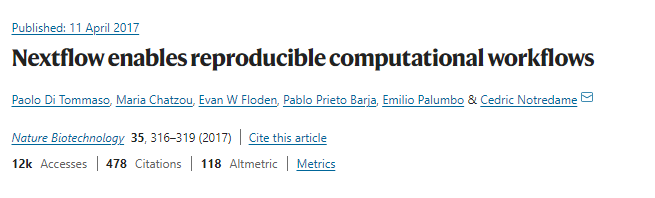 Published: 11 April 2017
Nextflow enables reproducible computational workflows
Paolo Di Tommaso, Maria Chatzou, Evan W Floden, Pablo Prieto Barja, Emilio Palumbo & Cedric Notredame
Nature Biotechnology 35, 316–319 (2017) | Cite this article
12k Accesses | 478 Citations | 118 Altmetric | Metrics